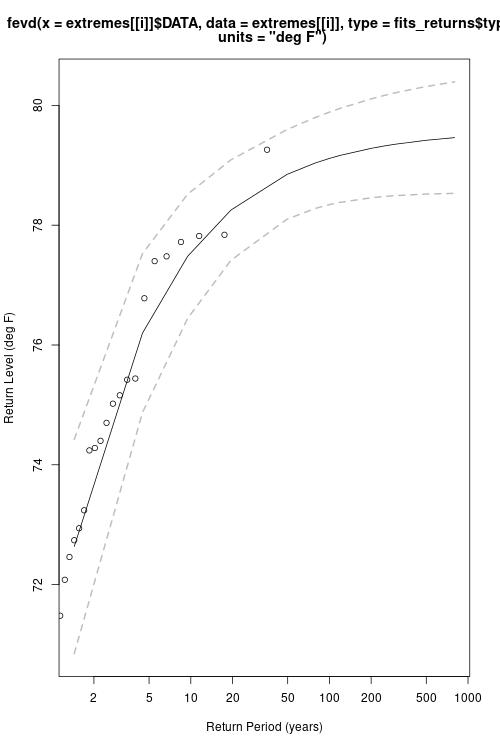 fevd(x = extremes[[i]]$DATA, data = extremes[[i]], type = fits_returns$typ
units = "deg F")
80
78
76
74
72
Return Level (deg F)
2 5 10 20 50 100 200 500 1000
Return Period (years)